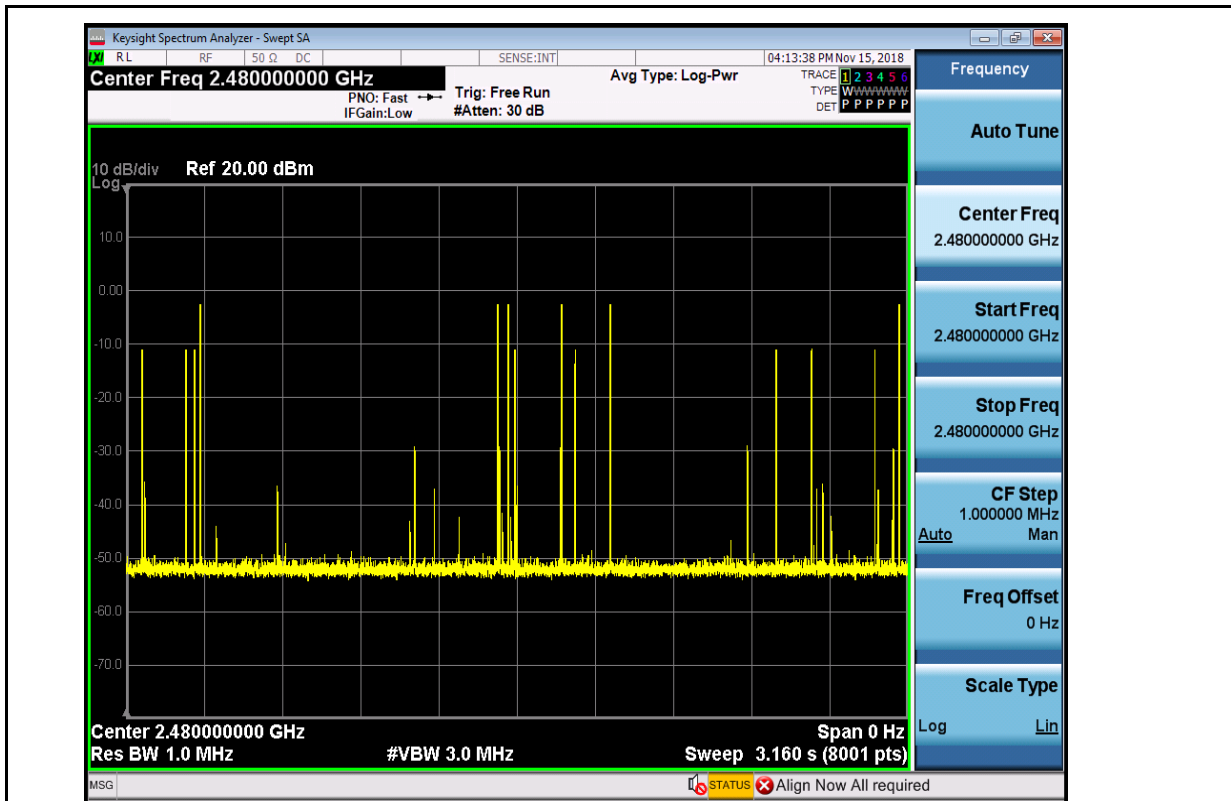 Keysight Spectrum Analyzer - Swept SA
LXI RL RF 50 Ω DC SENSE:INT 04:13:38 PM Nov 15, 2018
Center Freq 2.480000000 GHz
PNO: Fast
IFGain:Low
Trig: Free Run
#Atten: 30 dB
Avg Type: Log-Pwr
TRACE 1 2 3 4 5 6
TYPE WWWWWW
DET P P P P P P
10 dB/div
Log
Ref 20.00 dBm
10.0
0.00
-10.0
-20.0
-30.0
-40.0
-50.0
-60.0
-70.0
Center 2.480000000 GHz
Span 0 Hz
Res BW 1.0 MHz
#VBW 3.0 MHz
Sweep 3.160 s (8001 pts)
MSG
STATUS
Align Now All required
Frequency
Auto Tune
Center Freq
2.480000000 GHz
Start Freq
2.480000000 GHz
Stop Freq
2.480000000 GHz
CF Step
1.000000 MHz
Auto Man
Freq Offset
0 Hz
Scale Type
Log Lin